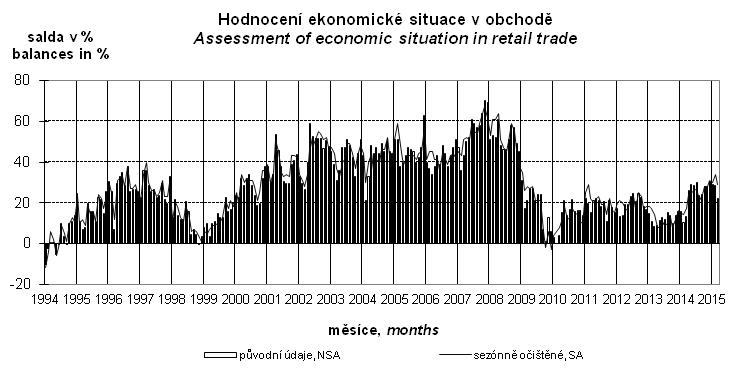 Hodnocení ekonomické situace v obchodě
Assessment of economic situation in retail trade
salda v %
balances in %
80
60
40
20
0
-20
1994 1995 1996 1997 1998 1999 2000 2001 2002 2003 2004 2005 2006 2007 2008 2009 2010 2011 2012 2013 2014 2015
měsíce, months
původní údaje, NSA
sezónně očištěné, SA